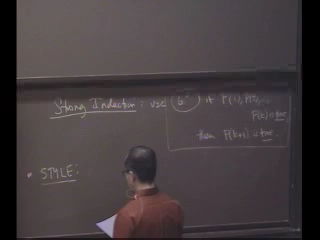 Strong Induction: use (b') if P(1), P(2)...
P(k) = true
then P(k+1) = true.
• STYLE: